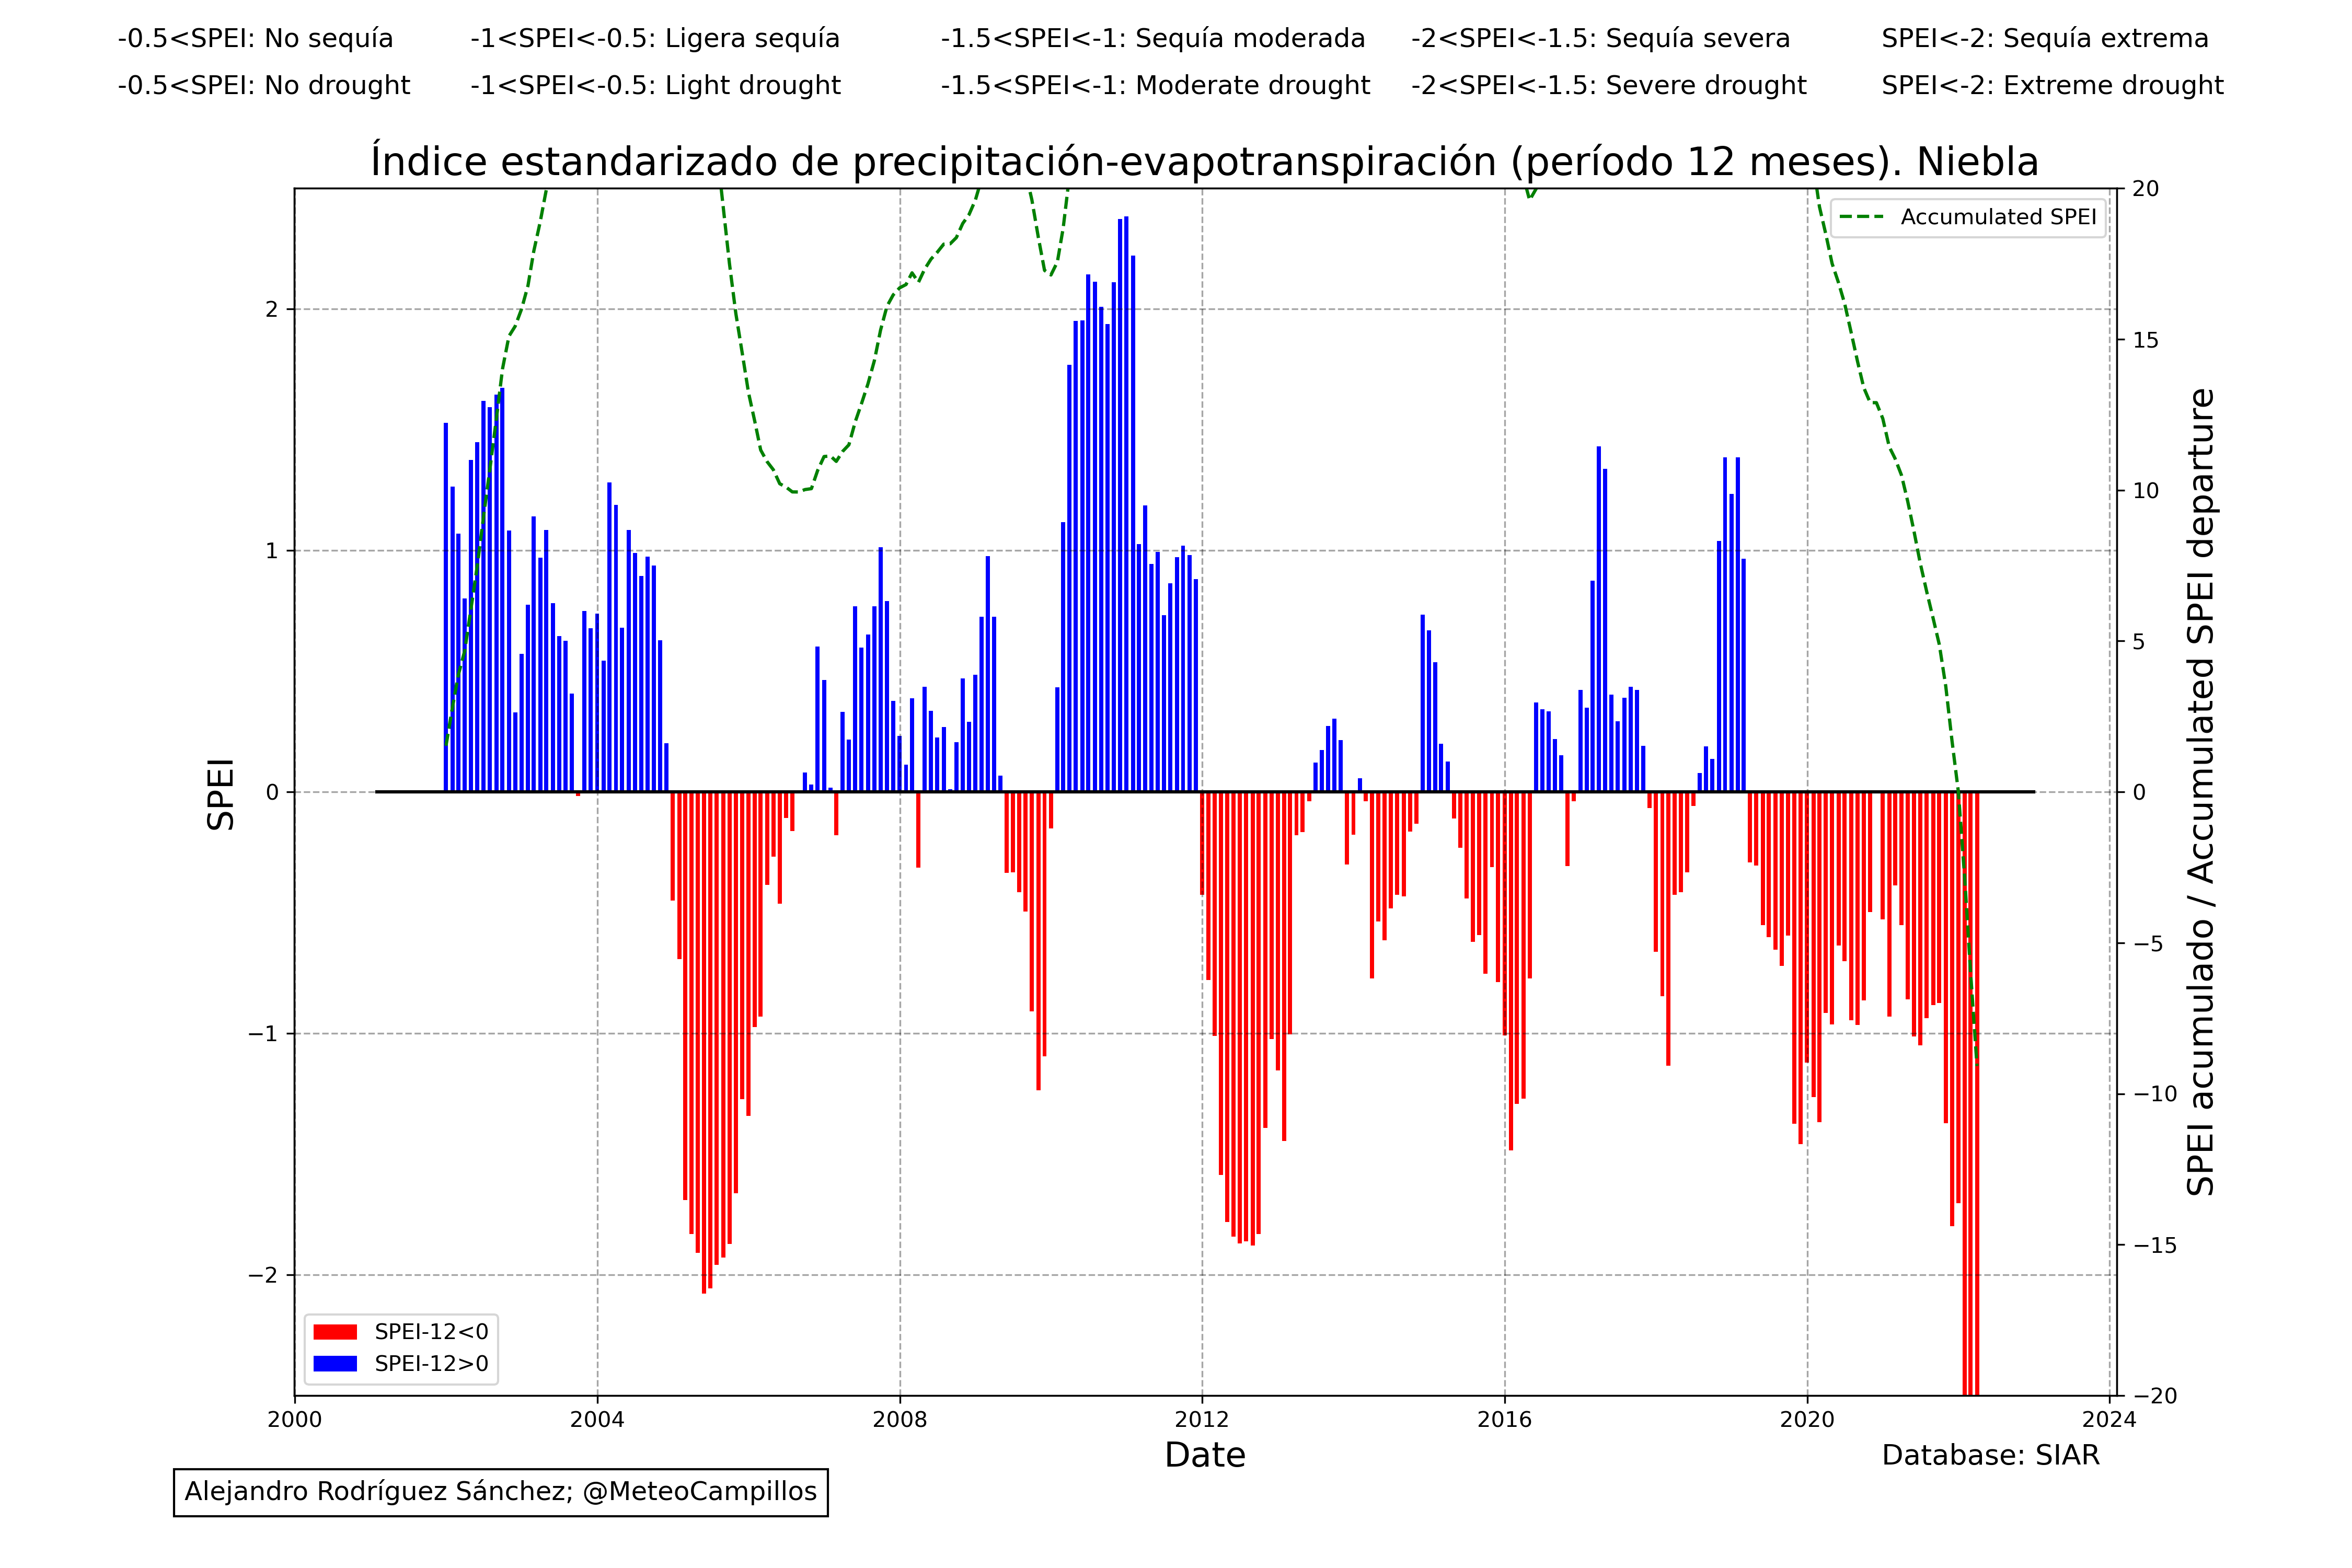 -0.5<SPEI: No sequía
-1<SPEI<-0.5: Ligera sequía
-1.5<SPEI<-1: Sequía moderada
-2<SPEI<-1.5: Sequía severa
SPEI<-2: Sequía extrema
-0.5<SPEI: No drought
-1<SPEI<-0.5: Light drought
-1.5<SPEI<-1: Moderate drought
-2<SPEI<-1.5: Severe drought
SPEI<-2: Extreme drought
Índice estandarizado de precipitación-evapotranspiración (período 12 meses). Niebla
Accumulated SPEI
SPEI
2
1
0
−1
−2
20
15
10
5
0
−5
−10
−15
−20
SPEI acumulado / Accumulated SPEI departure
SPEI-12<0
SPEI-12>0
2000
2004
2008
2012
2016
2020
2024
Date
Database: SIAR
Alejandro Rodríguez Sánchez; @MeteoCampillos